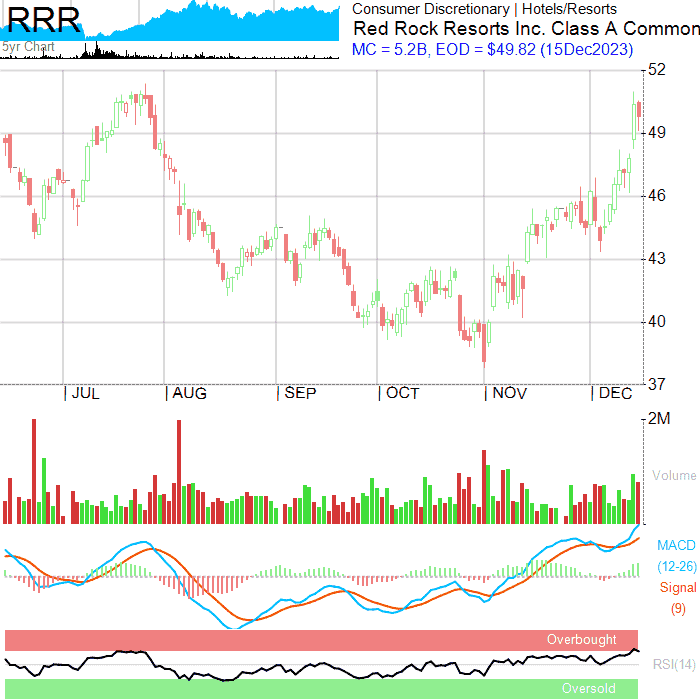 RRR
5yr Chart
Consumer Discretionary | Hotels/Resorts
Red Rock Resorts Inc. Class A Common
MC = 5.2B, EOD = $49.82 (15Dec2023)
52
49
46
43
40
37
| JUL | AUG | SEP | OCT | NOV | DEC
2M
Volume
MACD
(12-26)
Signal
(9)
Overbought
RSI(14)
Oversold